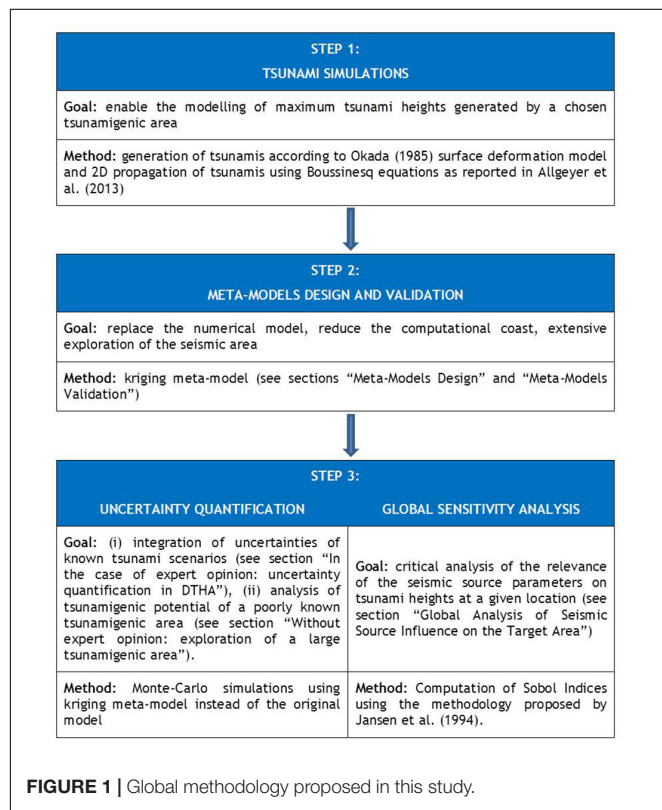 STEP 1:
TSUNAMI SIMULATIONS
Goal: enable the modelling of maximum tsunami heights generated by a chosen
tsunamigenic area
Method: generation of tsunamis according to Okada (1985) surface deformation model
and 2D propagation of tsunamis using Boussinesq equations as reported in Allgeyer et
al. (2013)
STEP 2:
META-MODELS DESIGN AND VALIDATION
Goal: replace the numerical model, reduce the computational coast, extensive
exploration of the seismic area
Method: kriging meta-model (see sections “Meta-Models Design” and “Meta-Models
Validation”)
STEP 3:
UNCERTAINTY QUANTIFICATION
Goal: (i) integration of uncertainties of
known tsunami scenarios (see section “In
the case of expert opinion: uncertainty
quantification in DTHA”), (ii) analysis of
tsunamigenic potential of a poorly known
tsunamigenic area (see section “Without
expert opinion: exploration of a large
tsunamigenic area”).
Method: Monte-Carlo simulations using
kriging meta-model instead of the original
model
GLOBAL SENSITIVITY ANALYSIS
Goal: critical analysis of the relevance
of the seismic source parameters on
tsunami heights at a given location (see
section “Global Analysis of Seismic
Source Influence on the Target Area”)
Method: Computation of Sobol Indices
using the methodology proposed by
Jansen et al. (1994).
FIGURE 1 | Global methodology proposed in this study.